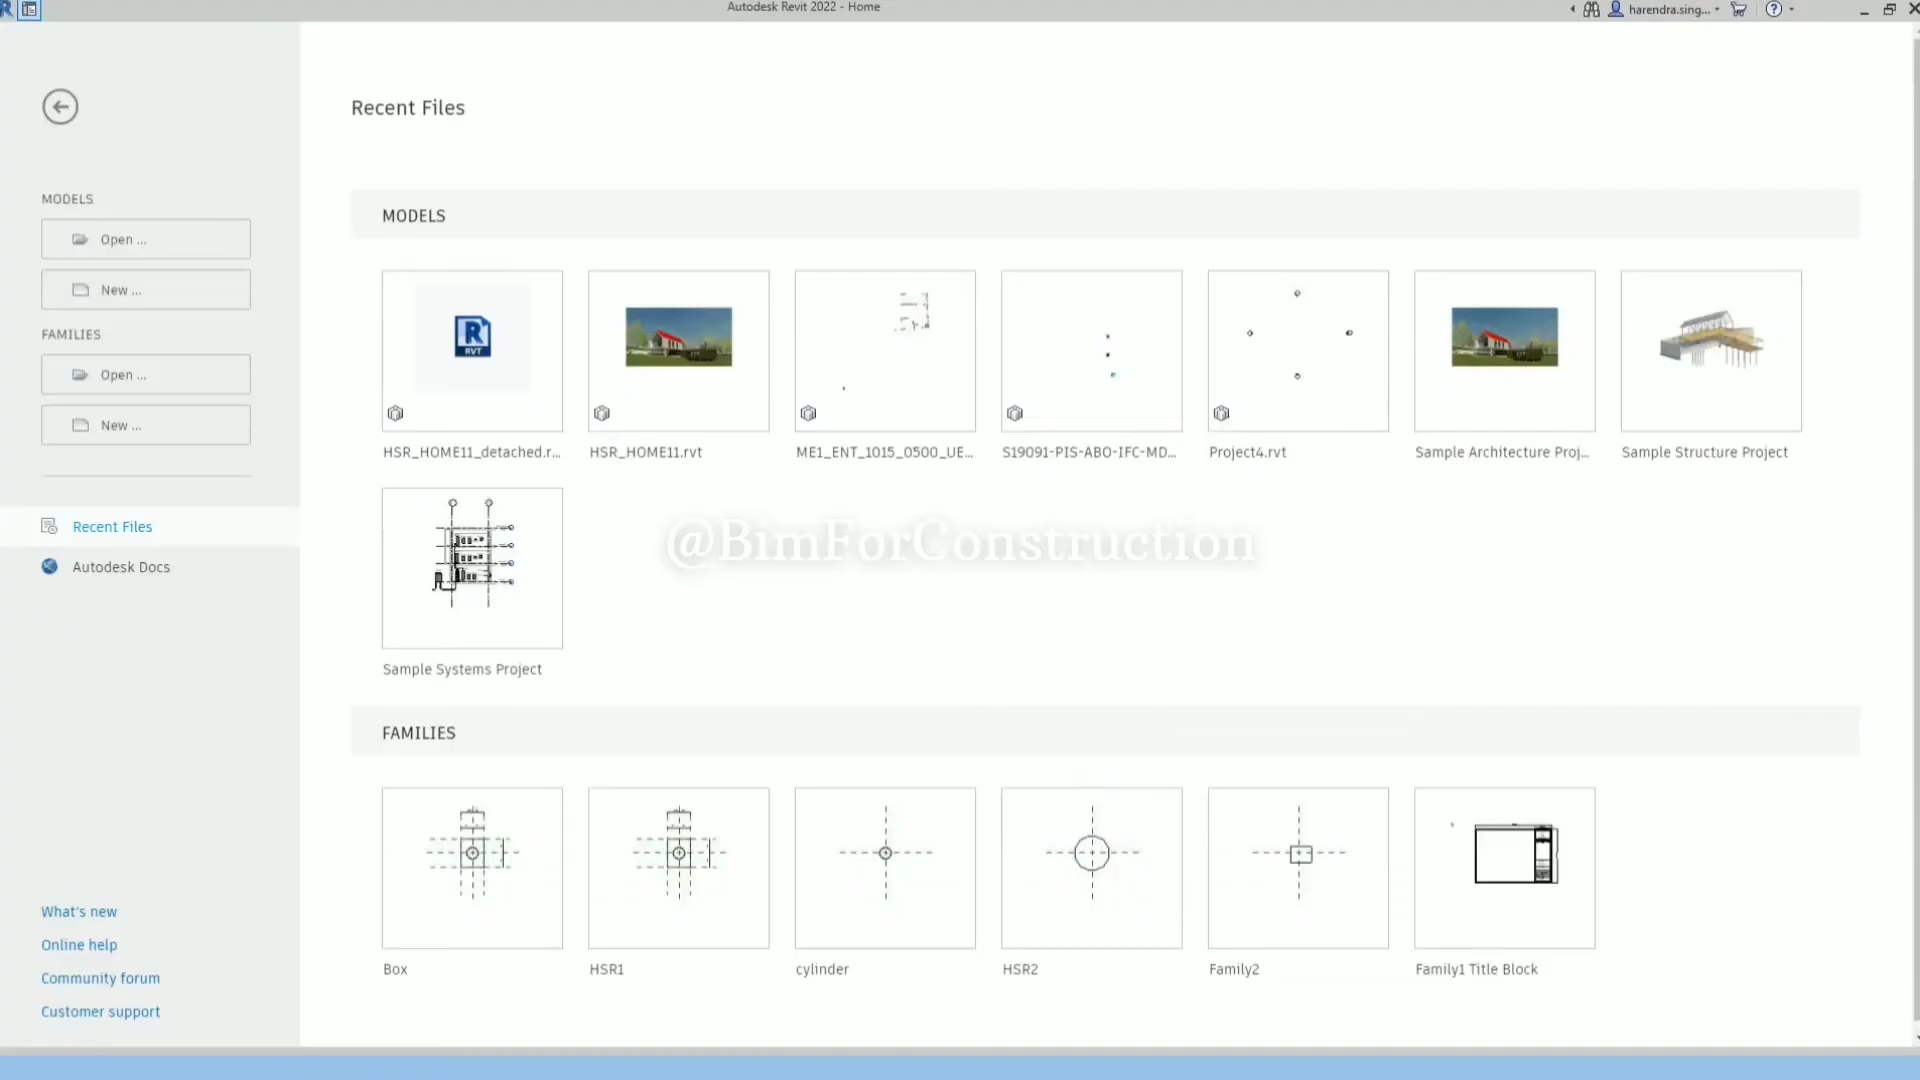 Autodesk Revit 2022 - Home
harendra.sing...
Recent Files
MODELS
Open ...
New ...
FAMILIES
Open ...
New ...
Recent Files
Autodesk Docs
What's new
Online help
Community forum
Customer support
MODELS
RVT
HSR_HOME11_detached.r...
HSR_HOME11.rvt
ME1_ENT_1015_0500_UE...
S19091-PIS-ABO-IFC-MD...
Project4.rvt
Sample Architecture Proj...
Sample Structure Project
@BimForConstruction
Sample Systems Project
FAMILIES
Box
HSR1
cylinder
HSR2
Family2
Family1 Title Block